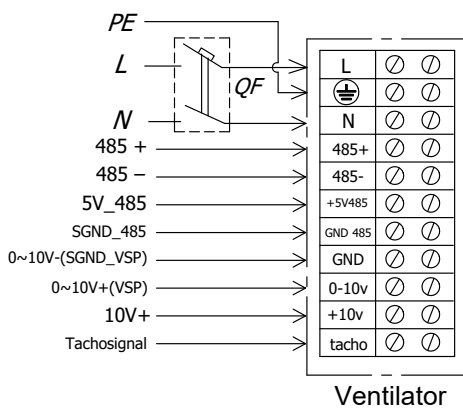 PE
L
QF
N
485 +
485 −
5V_485
SGND_485
0~10V-(SGND_VSP)
0~10V+(VSP)
10V+
Tachosignal
L
N
485+
485-
+5V485
GND 485
GND
0-10v
+10v
tacho
Ventilator